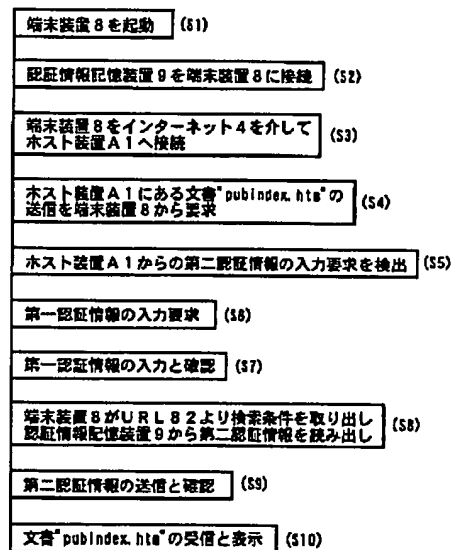 端末装置8を起動 (S1)
認証情報記憶装置9を端末装置8に接続 (S2)
端末装置8をインターネット4を介して
ホスト装置A1へ接続 (S3)
ホスト装置A1にある文書"pubindex.htm"の
送信を端末装置8から要求 (S4)
ホスト装置A1からの第二認証情報の入力要求を検出 (S5)
第一認証情報の入力要求 (S6)
第一認証情報の入力と確認 (S7)
端末装置8がURL82より検索条件を取り出し
認証情報記憶装置9から第二認証情報を読み出し (S8)
第二認証情報の送信と確認 (S9)
文書"pubindex.htm"の受信と表示 (S10)